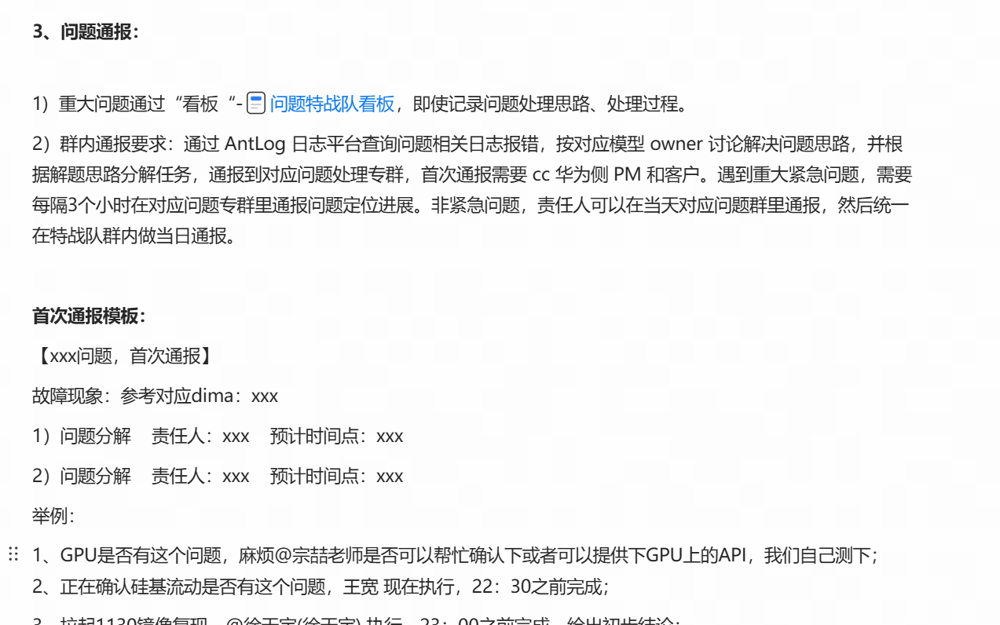 3、问题通报：
1）重大问题通过“看板“-问题特战队看板，即使记录问题处理思路、处理过程。
2）群内通报要求：通过 AntLog 日志平台查询问题相关日志报错，按对应模型 owner 讨论解决问题思路，并根
据解题思路分解任务，通报到对应问题处理专群，首次通报需要 cc 华为侧 PM 和客户。遇到重大紧急问题，需要
每隔3个小时在对应问题专群里通报问题定位进展。非紧急问题，责任人可以在当天对应问题群里通报，然后统一
在特战队群内做当日通报。
首次通报模板：
【xxx问题，首次通报】
故障现象：参考对应dima：xxx
1）问题分解 责任人：xxx 预计时间点：xxx
2）问题分解 责任人：xxx 预计时间点：xxx
举例：
1、GPU是否有这个问题，麻烦@宗喆老师是否可以帮忙确认下或者可以提供下GPU上的API，我们自己测下；
2、正在确认硅基流动是否有这个问题，王宽 现在执行，22：30之前完成；
3、拉起1130镜像复现，执行，23：00之前完成，给出初步结论；